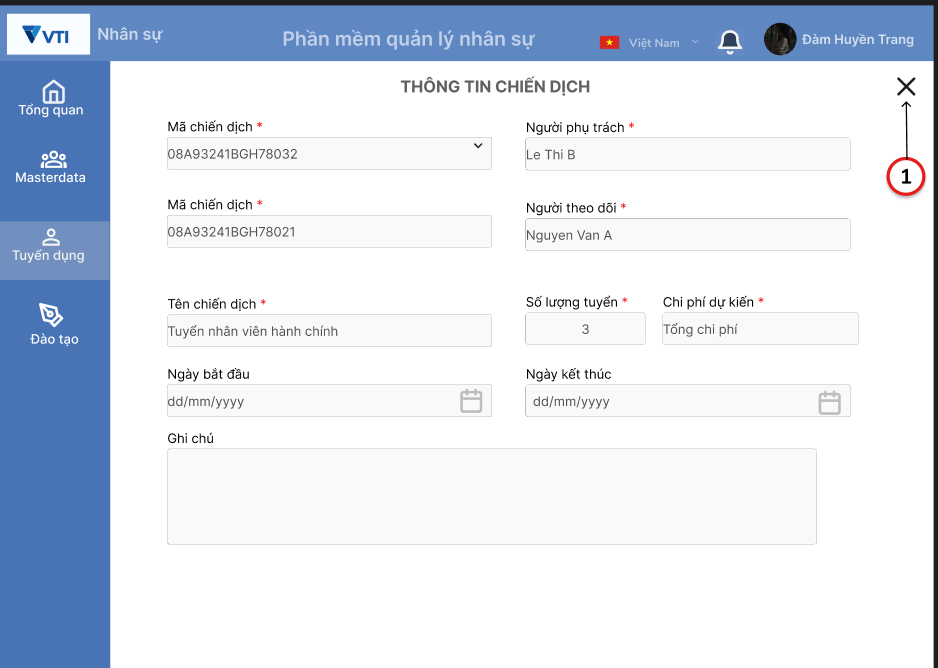 VTI
Nhân sự
Phần mềm quản lý nhân sự
Việt Nam
Đàm Huyền Trang
Tổng quan
Masterdata
Tuyển dụng
Đào tạo
THÔNG TIN CHIẾN DỊCH
1
Mã chiến dịch *
08A93241BGH78032
Người phụ trách *
Le Thi B
Mã chiến dịch *
08A93241BGH78021
Người theo dõi *
Nguyen Van A
Tên chiến dịch *
Tuyển nhân viên hành chính
Số lượng tuyển *
3
Chi phí dự kiến *
Tổng chi phí
Ngày bắt đầu
dd/mm/yyyy
Ngày kết thúc
dd/mm/yyyy
Ghi chú